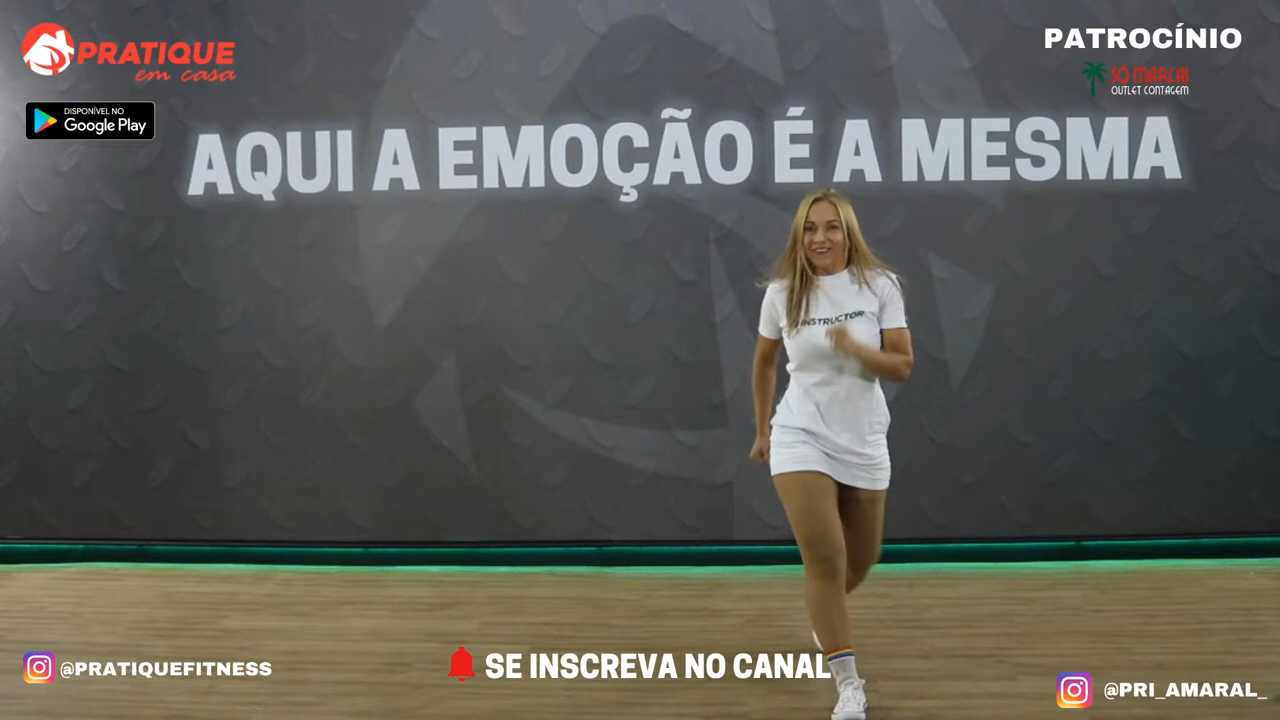 PRATIQUE
em casa
DISPONÍVEL NO
Google Play
PATROCÍNIO
SÓ MARCAS
OUTLET CONTAGEM
AQUI A EMOÇÃO É A MESMA
INSTRUCTOR
SE INSCREVA NO CANAL
@PRATIQUEFITNESS
@PRI_AMARAL_